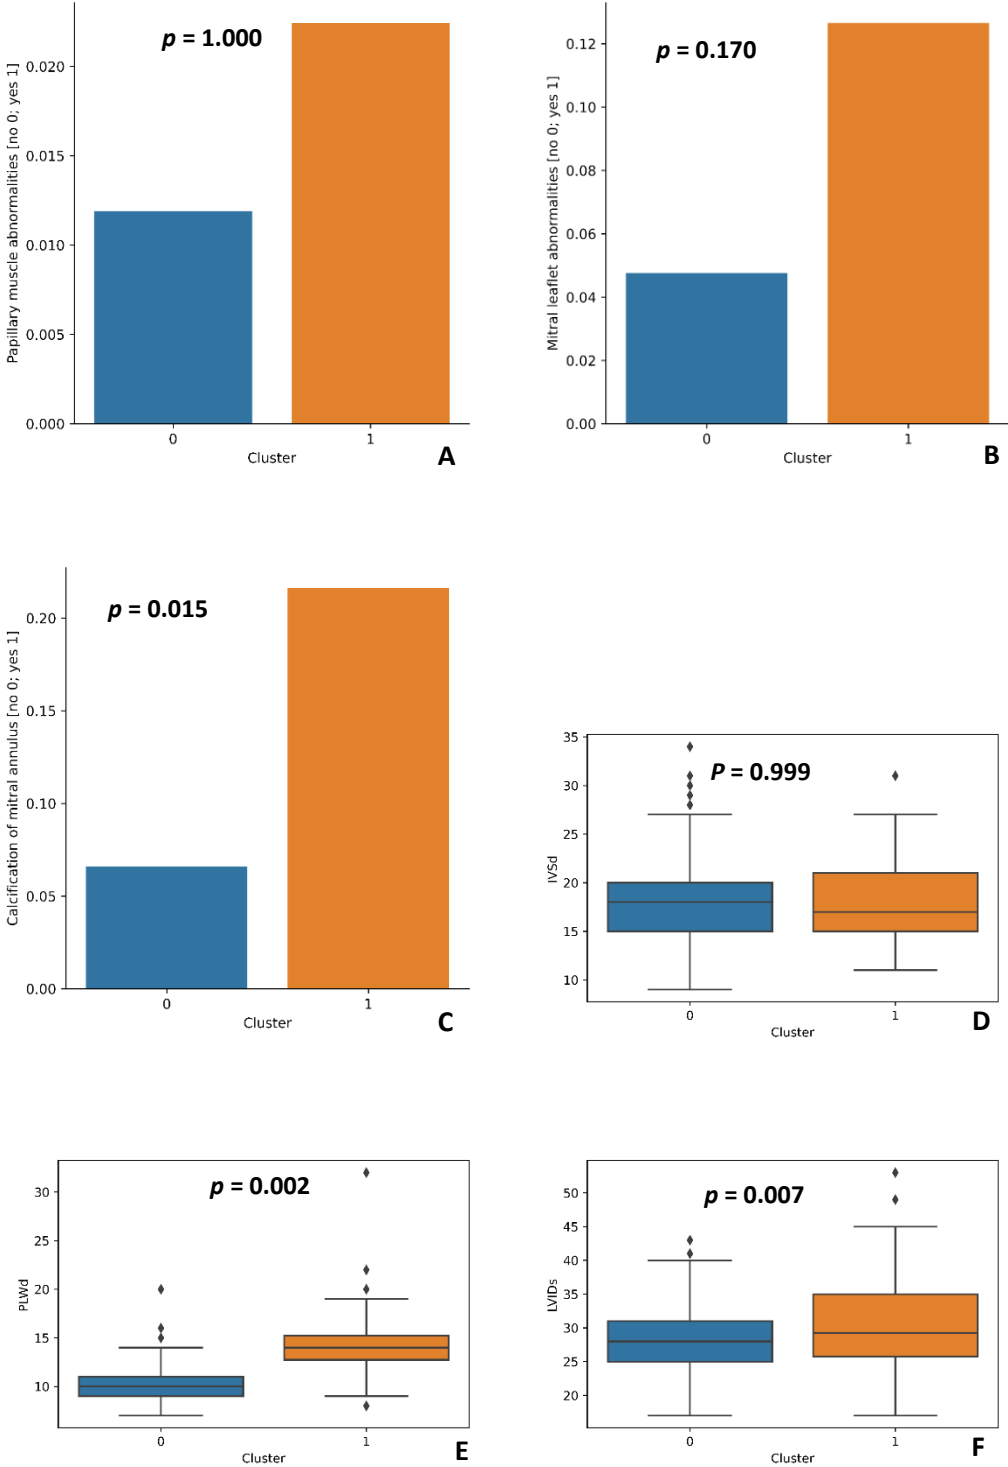 Papillary muscle abnormalities [no 0; yes 1]
p = 1.000
0.020
0.015
0.010
0.005
0.000
0 1
Cluster
A
Mitral leaflet abnormalities [no 0; yes 1]
p = 0.170
0.12
0.10
0.08
0.06
0.04
0.02
0.00
0 1
Cluster
B
Calcification of mitral annulus [no 0; yes 1]
p = 0.015
0.20
0.15
0.10
0.05
0.00
0 1
Cluster
C
IVSd
P = 0.999
35
30
25
20
15
10
0 1
Cluster
D
PLWd
p = 0.002
30
25
20
15
10
0 1
Cluster
E
LVIDs
p = 0.007
50
45
40
35
30
25
20
0 1
Cluster
F